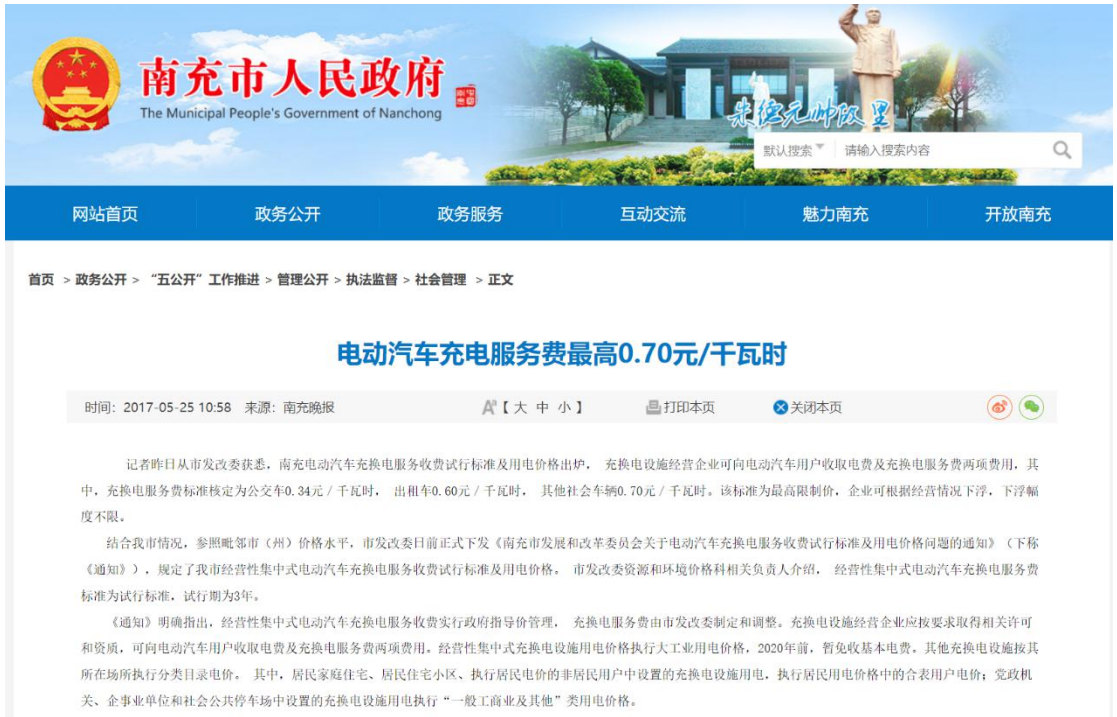 南充市人民政府
The Municipal People's Government of Nanchong
朱德元帅故里
默认搜索 请输入搜索内容
网站首页 政务公开 政务服务 互动交流 魅力南充 开放南充
首页 > 政务公开 > “五公开”工作推进 > 管理公开 > 执法监督 > 社会管理 > 正文
电动汽车充电服务费最高0.70元/千瓦时
时间：2017-05-25 10:58 来源：南充晚报 A【 大 中 小 】 打印本页 关闭本页
记者昨日从市发改委获悉，南充电动汽车充换电服务收费试行标准及用电价格出炉， 充换电设施经营企业可向电动汽车用户收取电费及充换电服务费两项费用，其
中，充换电服务费标准核定为公交车0.34元／千瓦时， 出租车0.60元／千瓦时， 其他社会车辆0.70元／千瓦时。该标准为最高限制价，企业可根据经营情况下浮，下浮幅
度不限。
结合我市情况，参照毗邻市（州）价格水平，市发改委日前正式下发《南充市发展和改革委员会关于电动汽车充换电服务收费试行标准及用电价格问题的通知》（下称
《通知》），规定了我市经营性集中式电动汽车充换电服务收费试行标准及用电价格。 市发改委资源和环境价格科相关负责人介绍， 经营性集中式电动汽车充换电服务费
标准为试行标准，试行期为3年。
《通知》明确指出，经营性集中式电动汽车充换电服务收费实行政府指导价管理， 充换电服务费由市发改委制定和调整。充换电设施经营企业应按要求取得相关许可
和资质，可向电动汽车用户收取电费及充换电服务费两项费用。经营性集中式充换电设施用电价格执行大工业用电价格，2020年前，暂免收基本电费。其他充换电设施按其
所在场所执行分类目录电价。 其中，居民家庭住宅、居民住宅小区、执行居民电价的非居民用户中设置的充换电设施用电，执行居民用电价格中的合表用户电价；党政机
关、企事业单位和社会公共停车场中设置的充换电设施用电执行“一般工商业及其他”类用电价格。